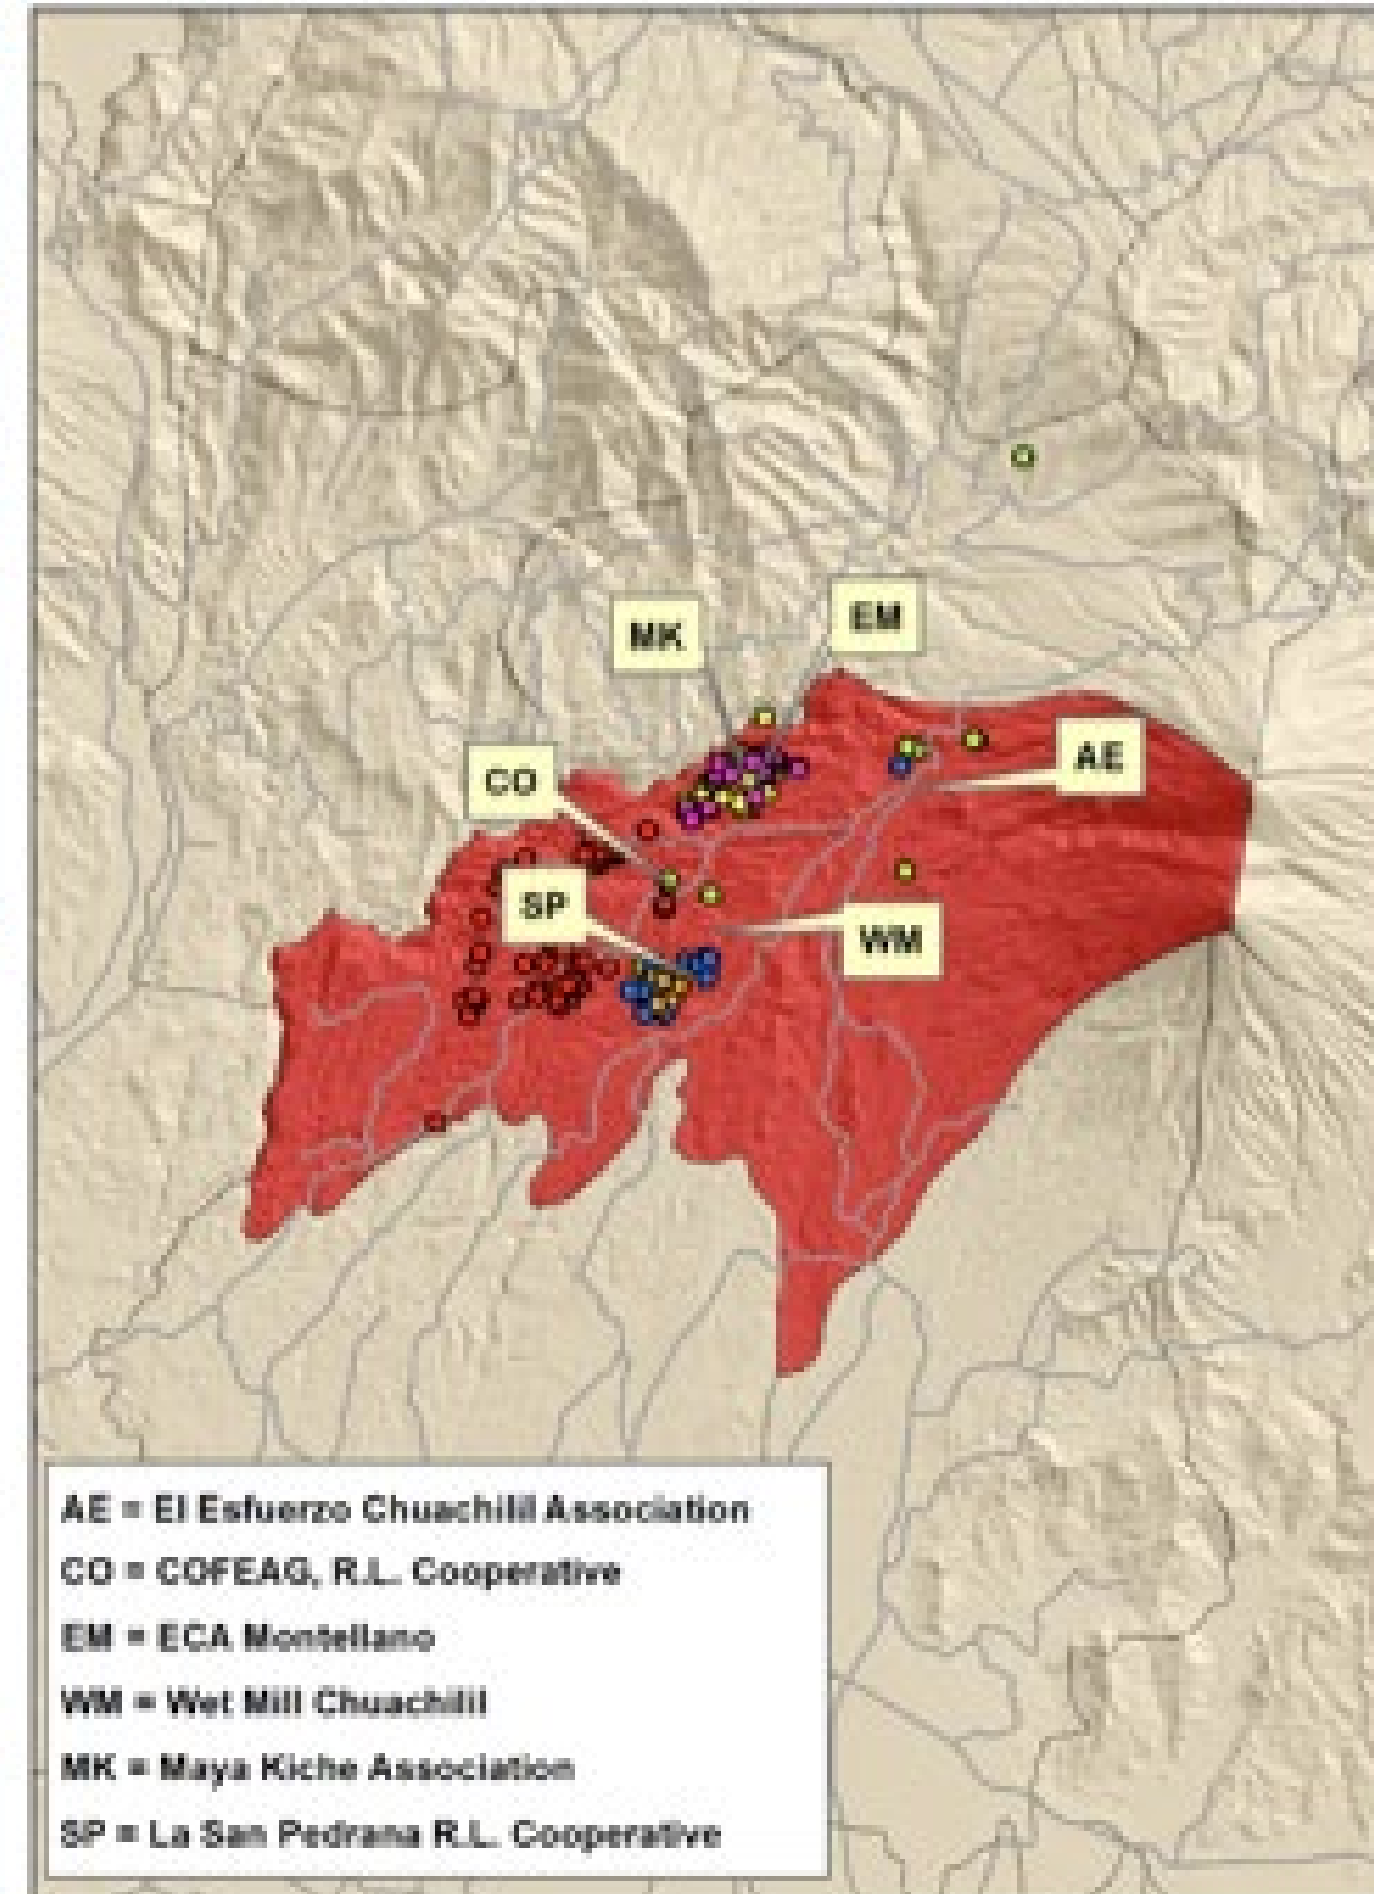 EM
MK
AE
CO
SP
WM
AE = El Esfuerzo Chuachilil Association
CO = COFEAG, R.L. Cooperative
EM = ECA Montellano
WM = Wet Mill Chuachilil
MK = Maya Kiche Association
SP = La San Pedrana R.L. Cooperative